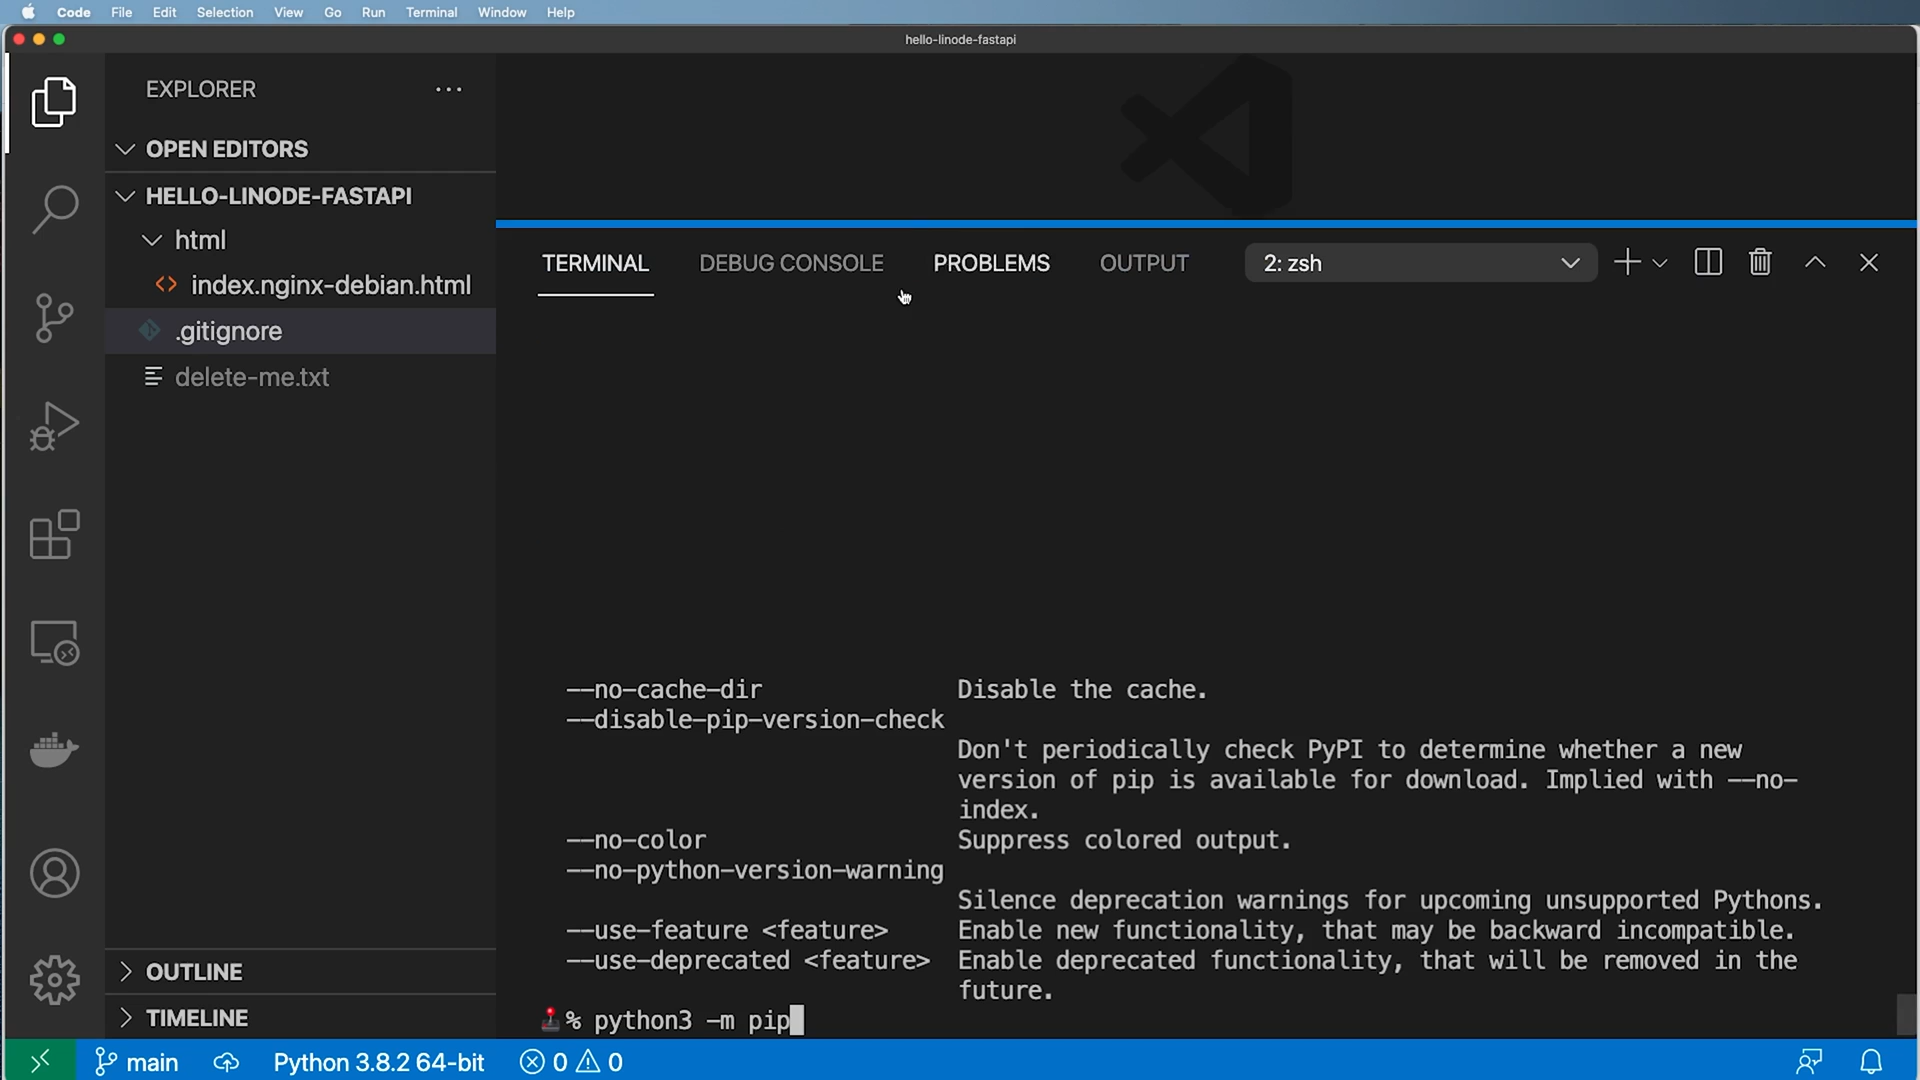 Code File Edit Selection View Go Run Terminal Window Help
hello-linode-fastapi
EXPLORER
OPEN EDITORS
HELLO-LINODE-FASTAPI
html
index.nginx-debian.html
.gitignore
delete-me.txt
OUTLINE
TIMELINE
TERMINAL DEBUG CONSOLE PROBLEMS OUTPUT 2: zsh
--no-cache-dir Disable the cache.
--disable-pip-version-check
Don't periodically check PyPI to determine whether a new
version of pip is available for download. Implied with --no-
index.
--no-color Suppress colored output.
--no-python-version-warning
Silence deprecation warnings for upcoming unsupported Pythons.
--use-feature <feature> Enable new functionality, that may be backward incompatible.
--use-deprecated <feature> Enable deprecated functionality, that will be removed in the
future.
% python3 -m pip
main Python 3.8.2 64-bit 0 0